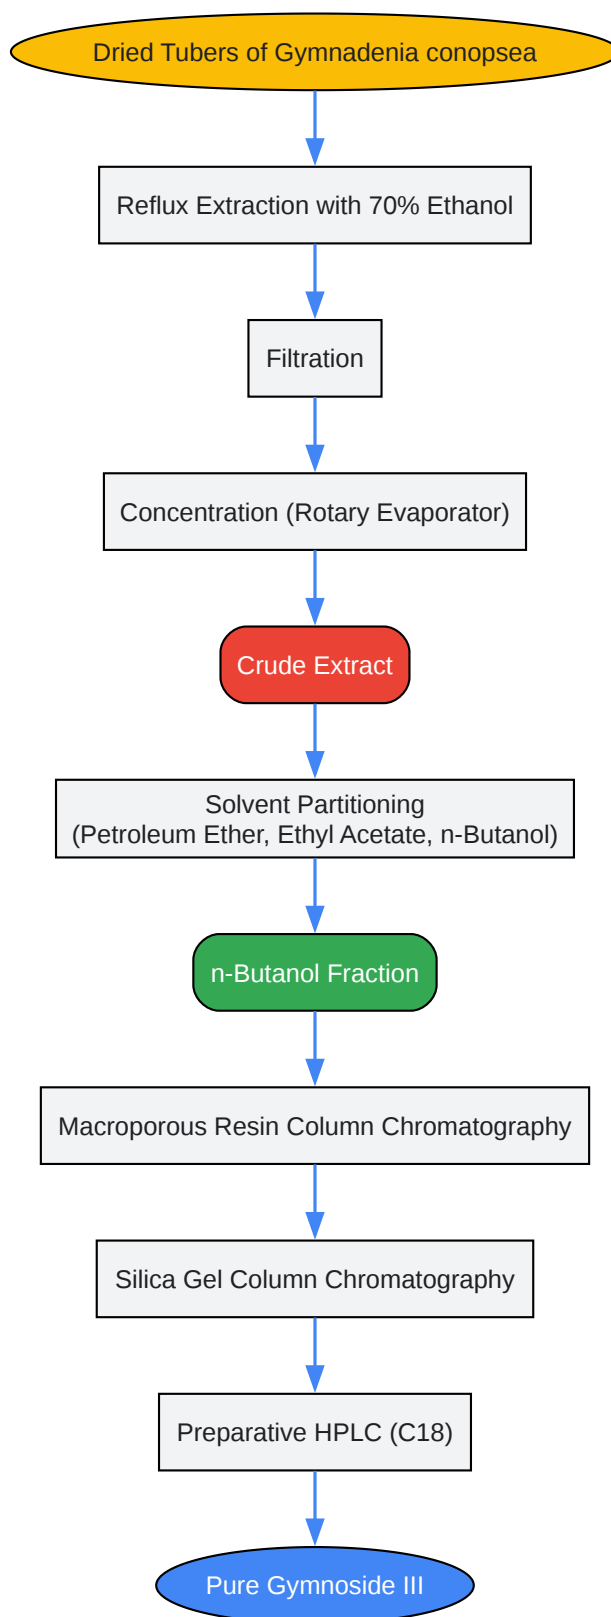 Dried Tubers of Gymnadenia conopsea
Reflux Extraction with 70% Ethanol
Filtration
Concentration (Rotary Evaporator)
Crude Extract
Solvent Partitioning
(Petroleum Ether, Ethyl Acetate, n-Butanol)
n-Butanol Fraction
Macroporous Resin Column Chromatography
Silica Gel Column Chromatography
Preparative HPLC (C18)
Pure Gymnoside III